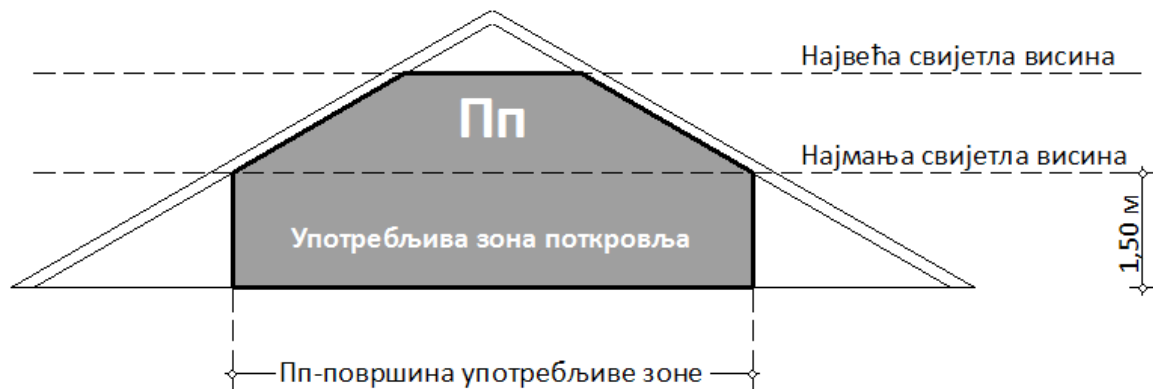 Највећа свијетла висина
Пп
Најмања свијетла висина
Употребљива зона поткровља
1,50 м
Пп-површина употребљиве зоне